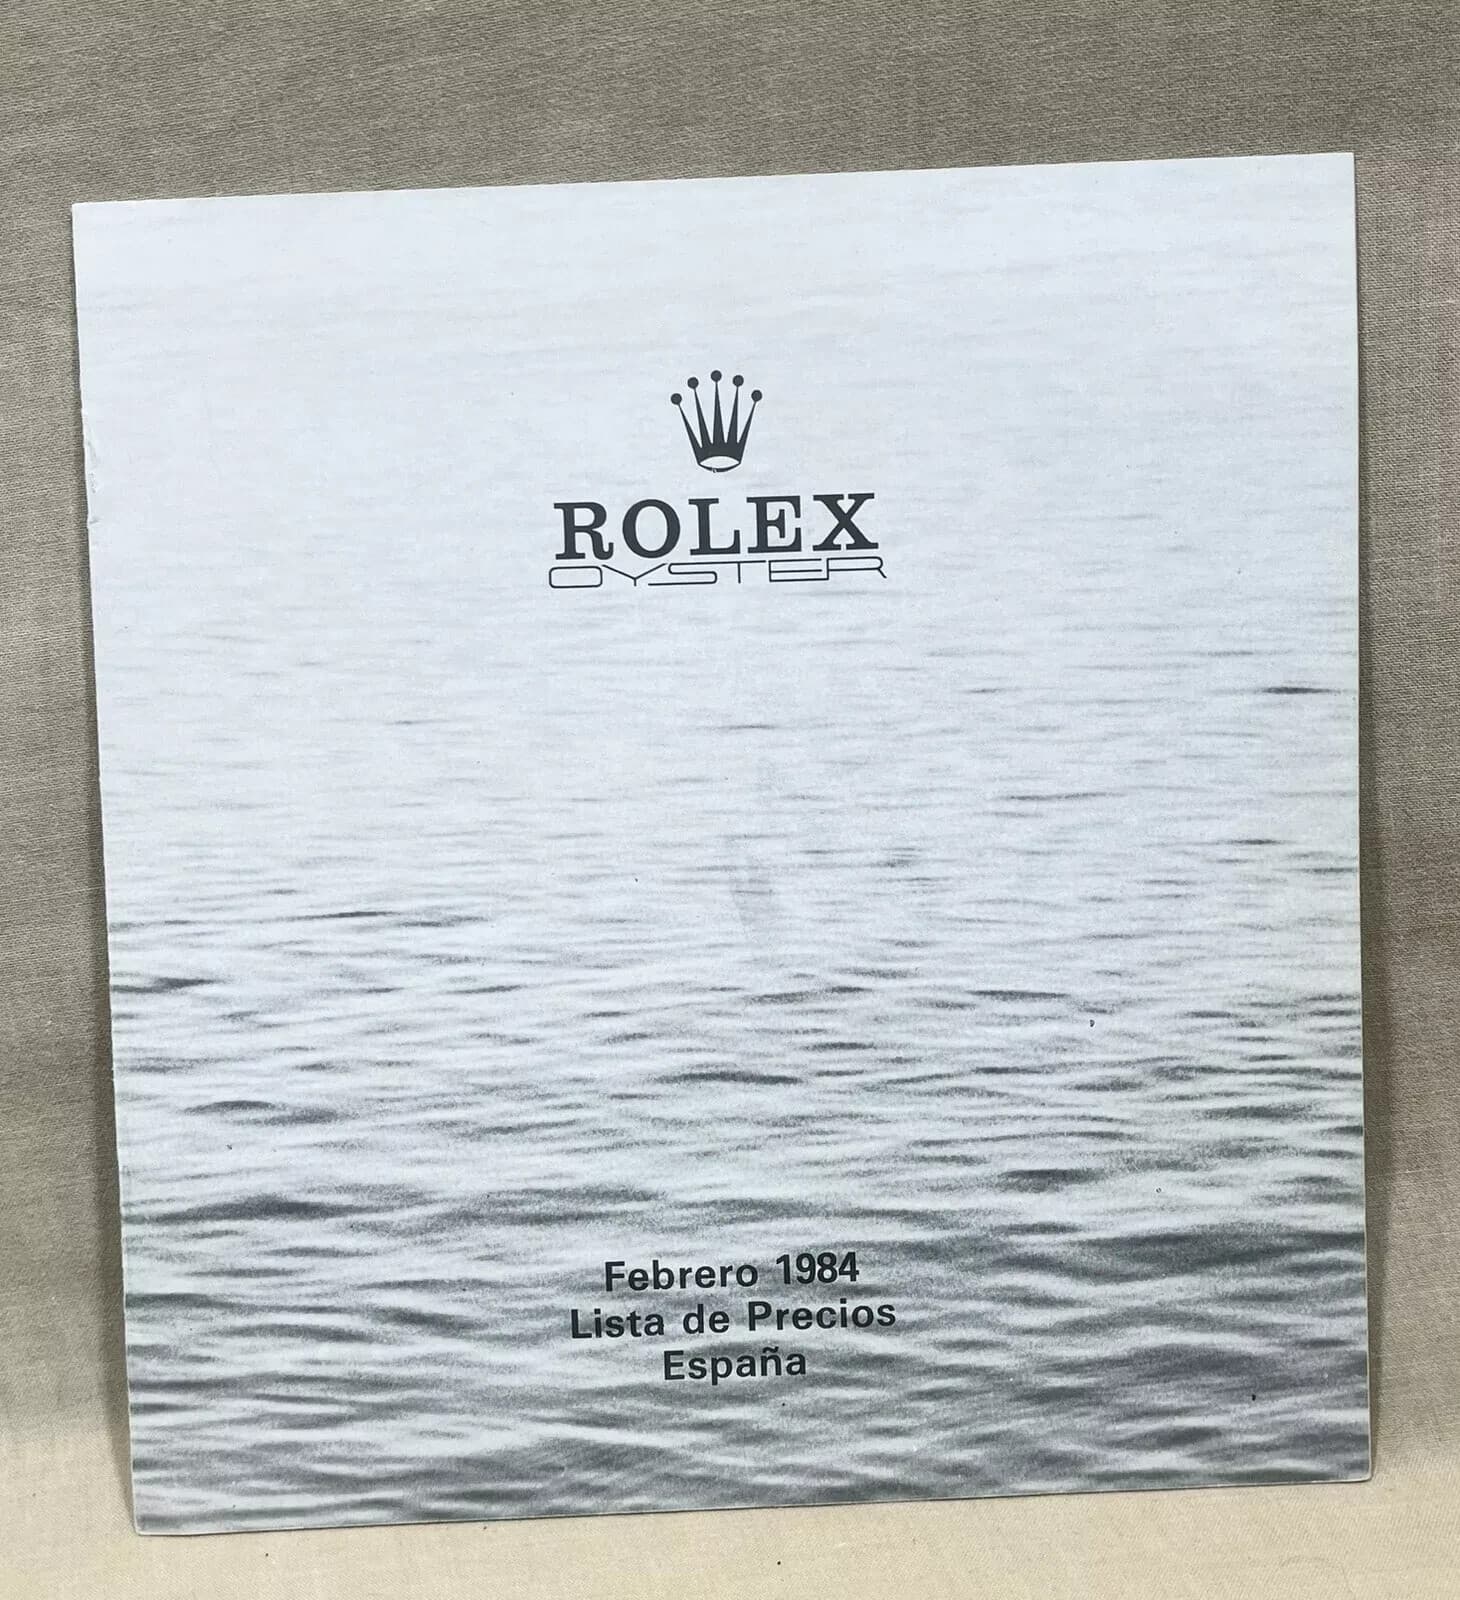 ROLEX
OYSTER
Febrero 1984
Lista de Precios
España